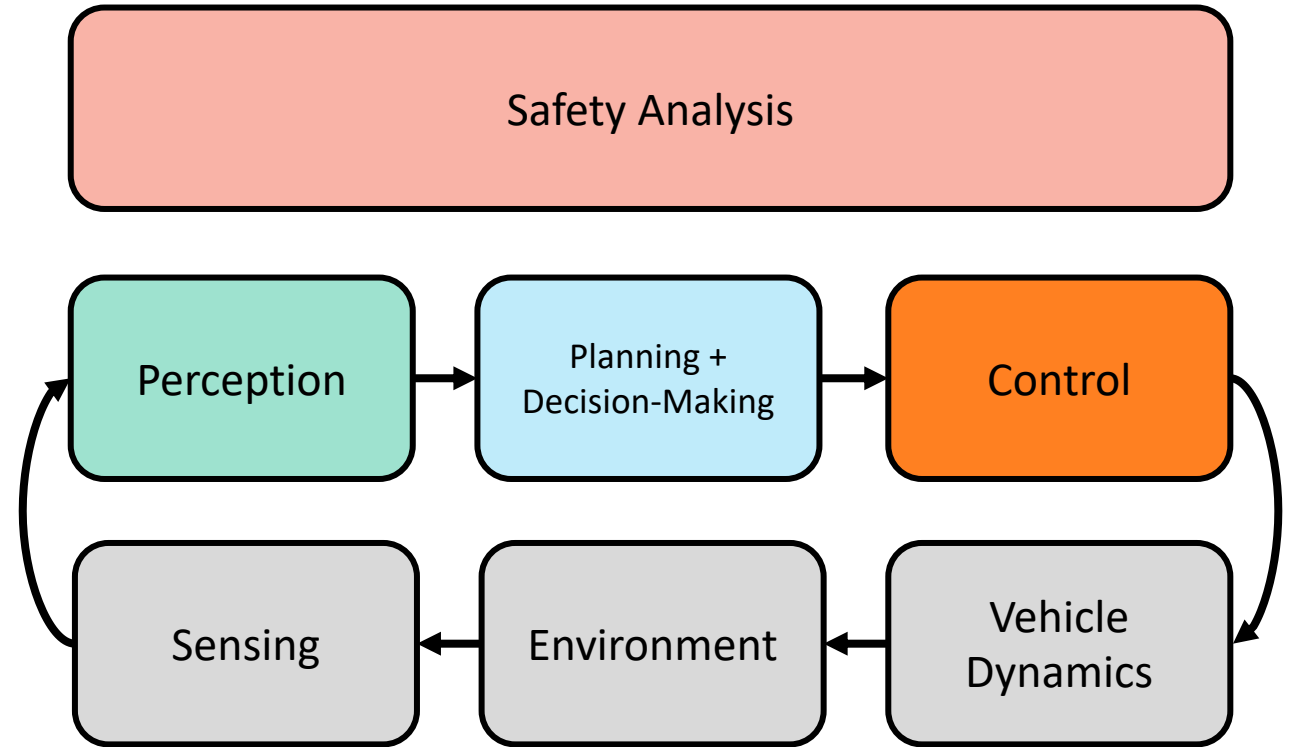 Safety Analysis
Perception
Planning +
Decision-Making
Control
Sensing
Environment
Vehicle
Dynamics